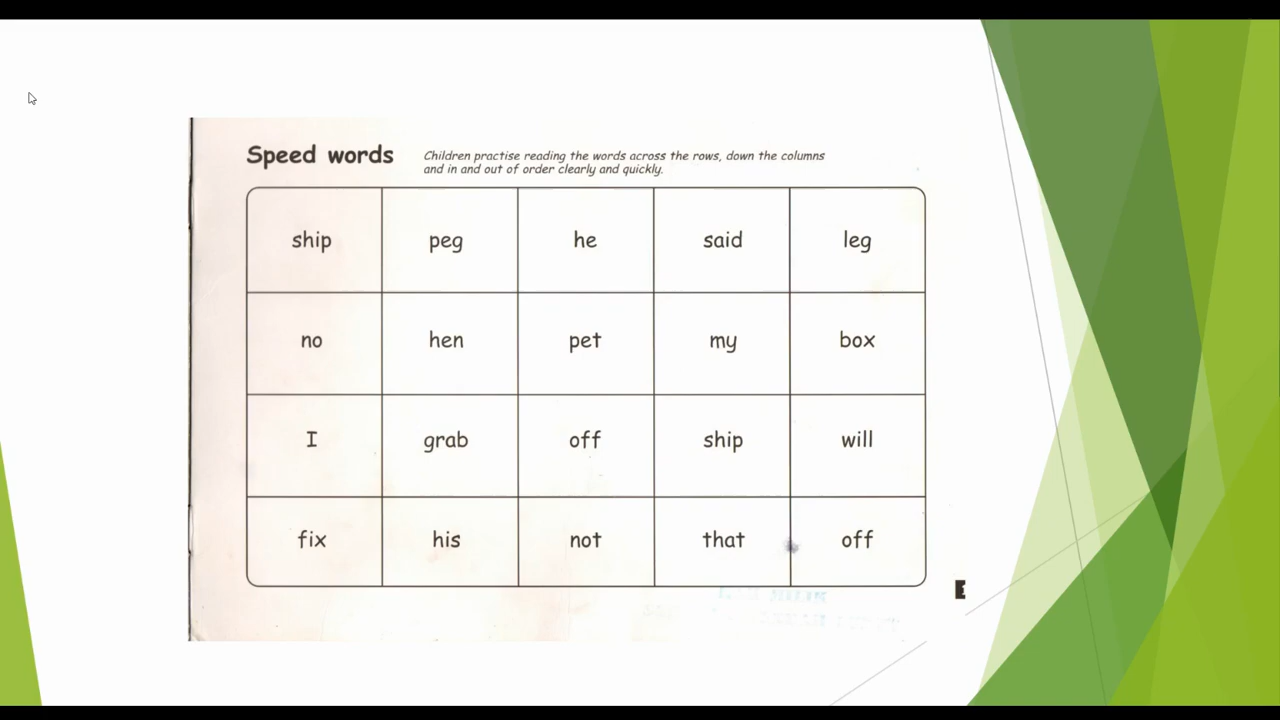 Speed words
Children practise reading the words across the rows, down the columns
and in and out of order clearly and quickly.
ship peg he said leg
no hen pet my box
I grab off ship will
fix his not that off